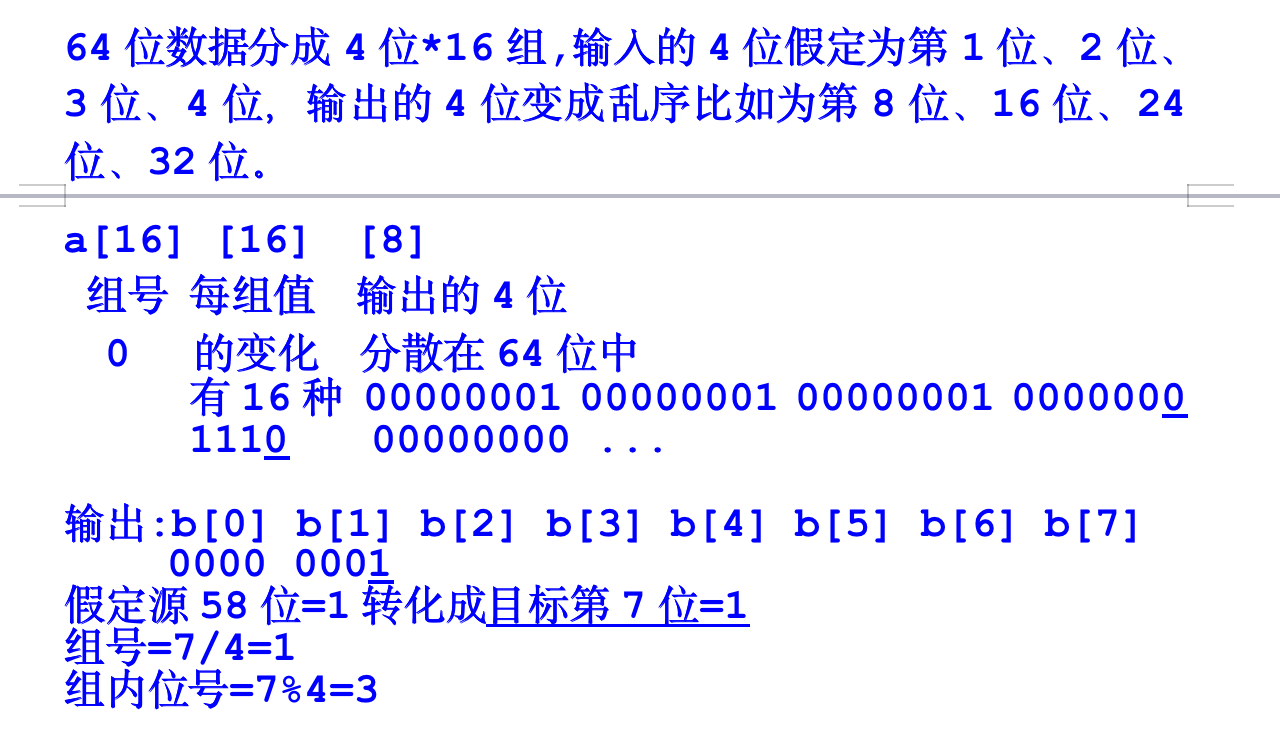 64 位数据分成 4 位*16 组,输入的 4 位假定为第 1 位、2 位、
3 位、4 位, 输出的 4 位变成乱序比如为第 8 位、16 位、24
位、32 位。
a[16] [16] [8]
组号 每组值 输出的 4 位
0 的变化 分散在 64 位中
有 16 种 00000001 00000001 00000001 00000000
1110 00000000 ...
输出:b[0] b[1] b[2] b[3] b[4] b[5] b[6] b[7]
0000 0001
假定源 58 位=1 转化成目标第 7 位=1
组号=7/4=1
组内位号=7%4=3